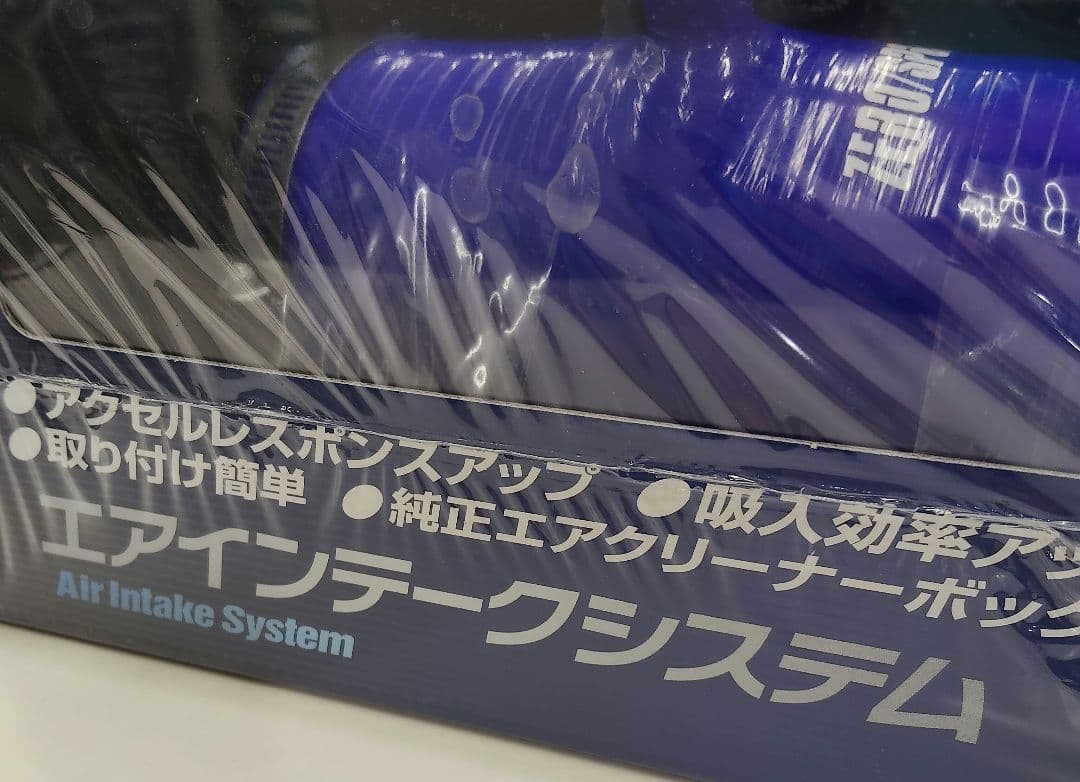 ●アクセルレスポンスアップ ●吸入効率アップ
●取り付け簡単 ●純正エアクリーナーボック
エアインテークシステム
Air Intake System